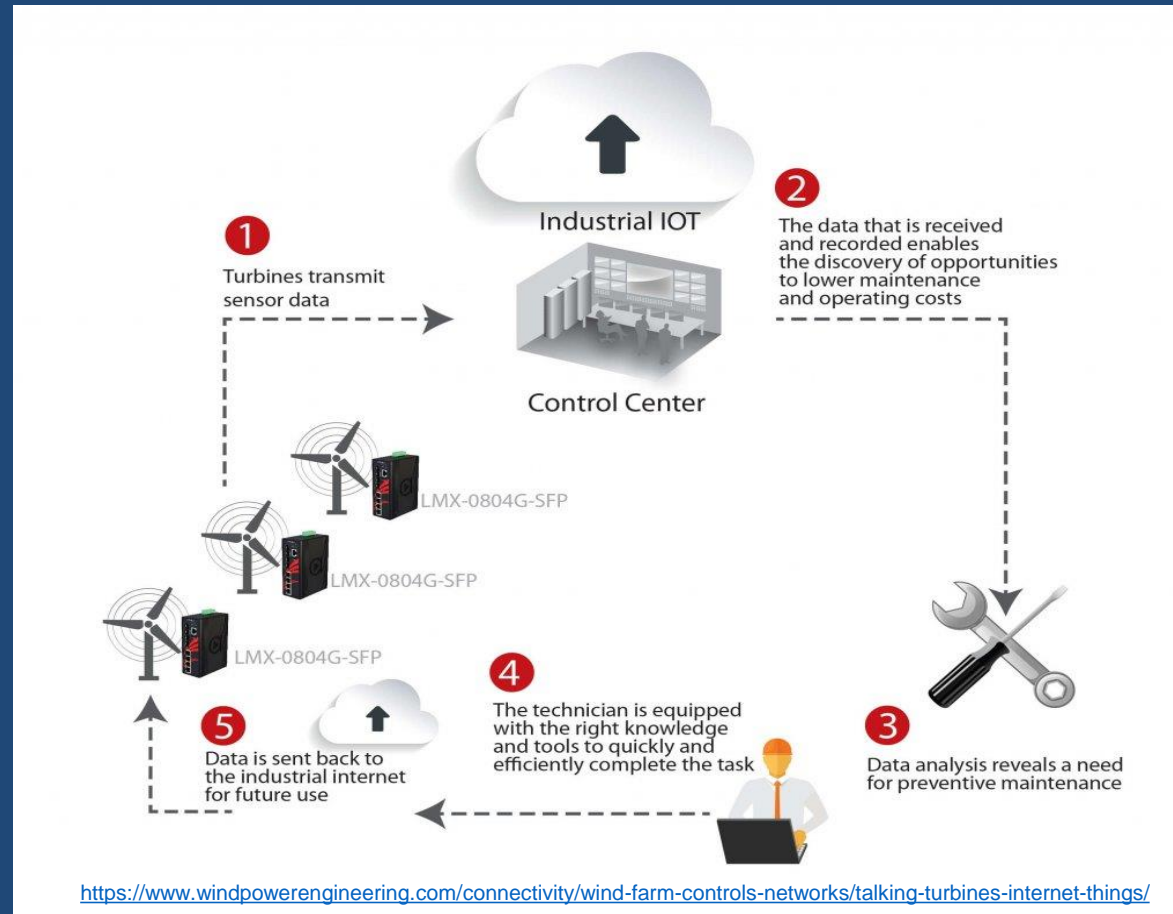 Industrial IOT
Control Center
1
Turbines transmit
sensor data
2
The data that is received
and recorded enables
the discovery of opportunities
to lower maintenance
and operating costs
LMX-0804G-SFP
LMX-0804G-SFP
LMX-0804G-SFP
3
Data analysis reveals a need
for preventive maintenance
4
The technician is equipped
with the right knowledge
and tools to quickly and
efficiently complete the task
5
Data is sent back to
the industrial internet
for future use
https://www.windpowerengineering.com/connectivity/wind-farm-controls-networks/talking-turbines-internet-things/